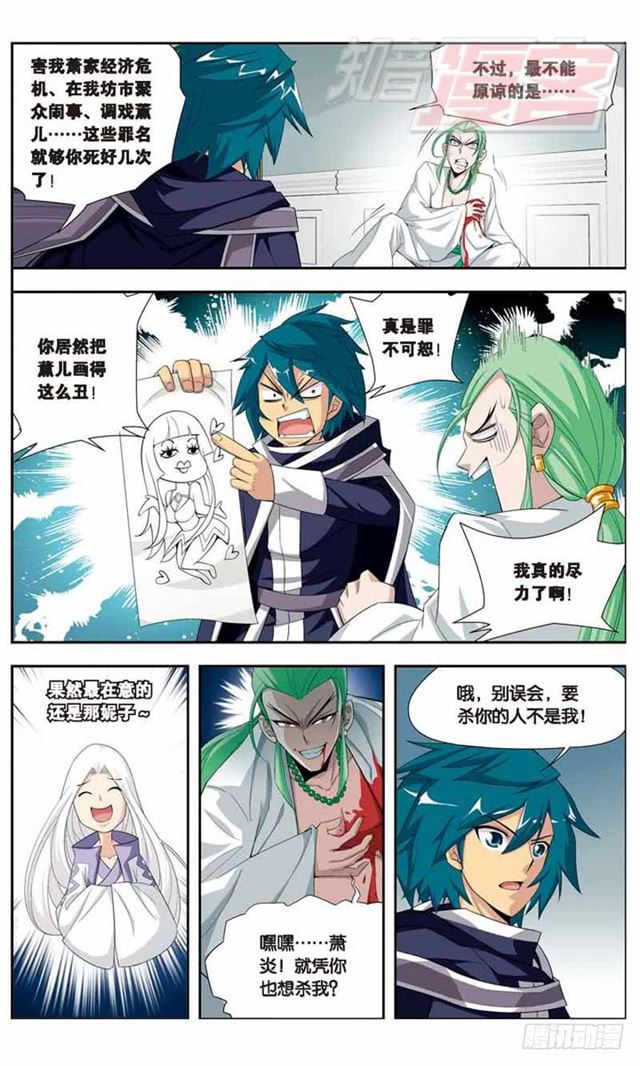 害我萧家经济危
机、在我坊市聚
众闹事、调戏薰
儿……这些罪名
就够你死好几次
了！
知音漫客
不过，最不能
原谅的是……
你居然把
薰儿画得
这么丑！
真是罪
不可恕！
我真的尽
力了啊！
果然最在意的
还是那妮子～
嘿嘿……萧
炎！就凭你
也想杀我？
哦，别误会，要
杀你的人不是我！
腾讯动漫